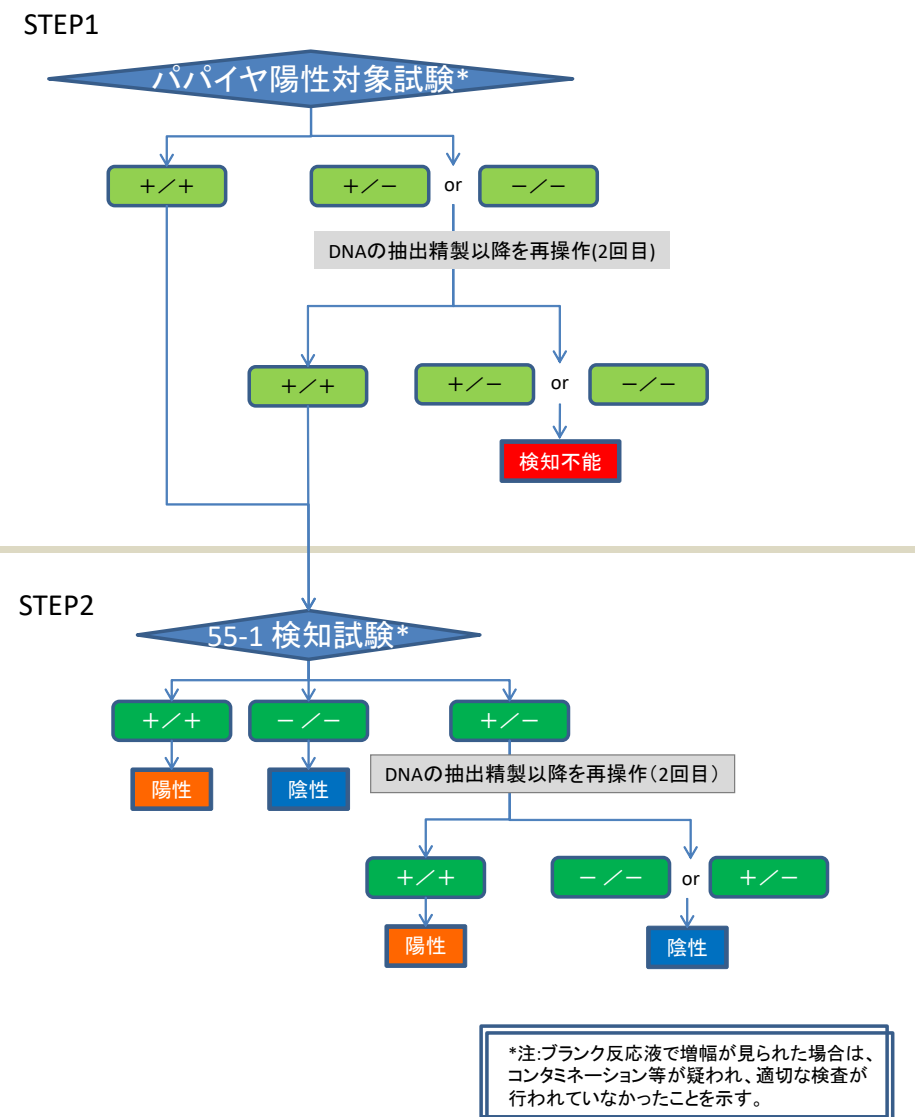 STEP1
パパイヤ陽性対象試験*
＋／＋
＋／－ or －／－
DNAの抽出精製以降を再操作(2回目)
＋／＋
＋／－ or －／－
検知不能
STEP2
55-1 検知試験*
＋／＋
－／－
＋／－
陽性
陰性
DNAの抽出精製以降を再操作（2回目）
＋／＋
－／－ or ＋／－
陽性
陰性
*注:ブランク反応液で増幅が見られた場合は、
コンタミネーション等が疑われ、適切な検査が
行われていなかったことを示す。